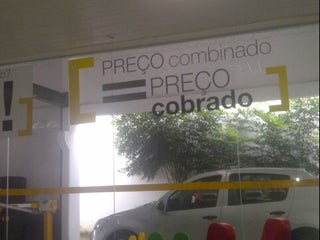 PREÇO combinado
= PREÇO
cobrado
o?
!